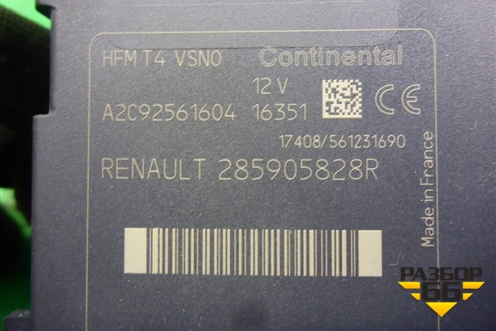 HFM T4 VSN0 Continental
12 V
A2C92561604 16351 CE
17408/561231690
RENAULT 285905828R
Made in France
РАЗБОР
66